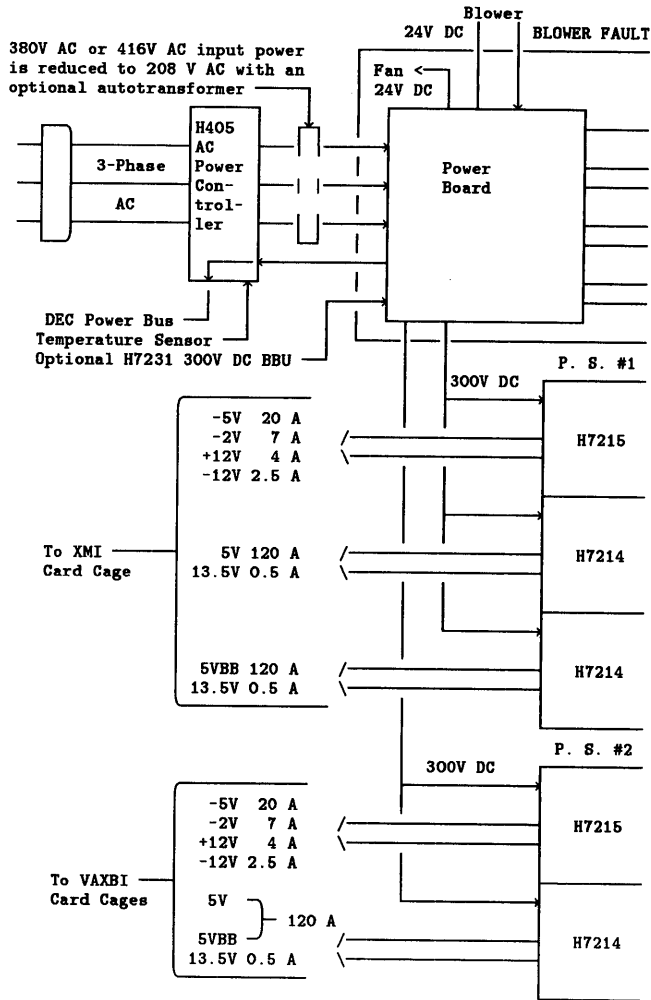 Blower
24V DC
BLOWER FAULT
380V AC or 416V AC input power
is reduced to 208 V AC with an
optional autotransformer
Fan <
24V DC
H405
AC
Power
Con-
trol-
ler
3-Phase
AC
Power
Board
DEC Power Bus
Temperature Sensor
Optional H7231 300V DC BBU
P. S. #1
300V DC
-5V 20 A
-2V 7 A
+12V 4 A
-12V 2.5 A
H7215
To XMI
Card Cage
5V 120 A
13.5V 0.5 A
H7214
5VBB 120 A
13.5V 0.5 A
H7214
P. S. #2
300V DC
-5V 20 A
-2V 7 A
+12V 4 A
-12V 2.5 A
H7215
To VAXBI
Card Cages
5V
120 A
5VBB
13.5V 0.5 A
H7214